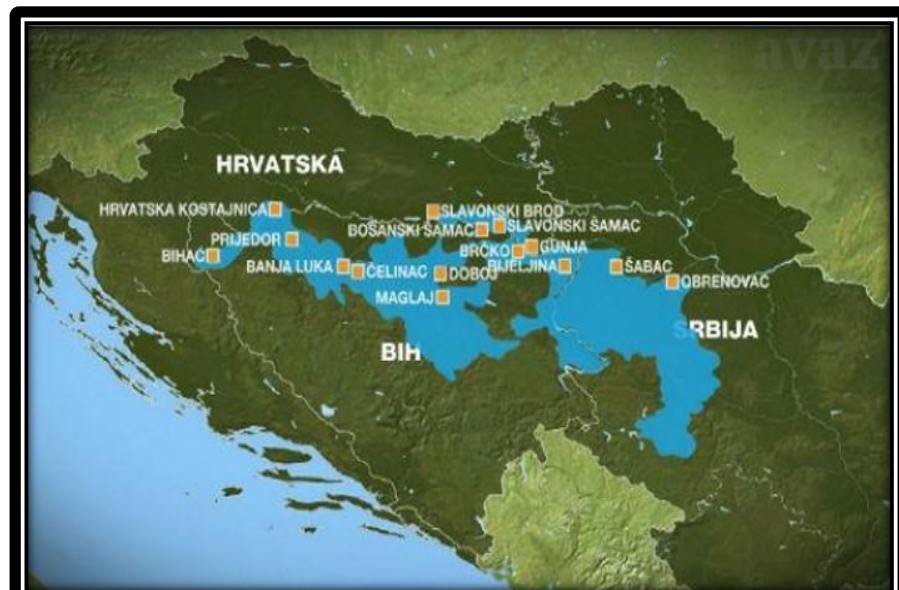 avaz
HRVATSKA
HRVATSKA KOSTAJNICA
SLAVONSKI BROD
SLAVONSKI ŠAMAC
BOSANSKI ŠAMAC
PRIJEDOR
GUNJA
BRČKO
BIHAĆ
BANJA LUKA
ČELINAC
DOBOJ
BIJELJINA
ŠABAC
OBRENOVAC
MAGLAJ
SRBIJA
BIH